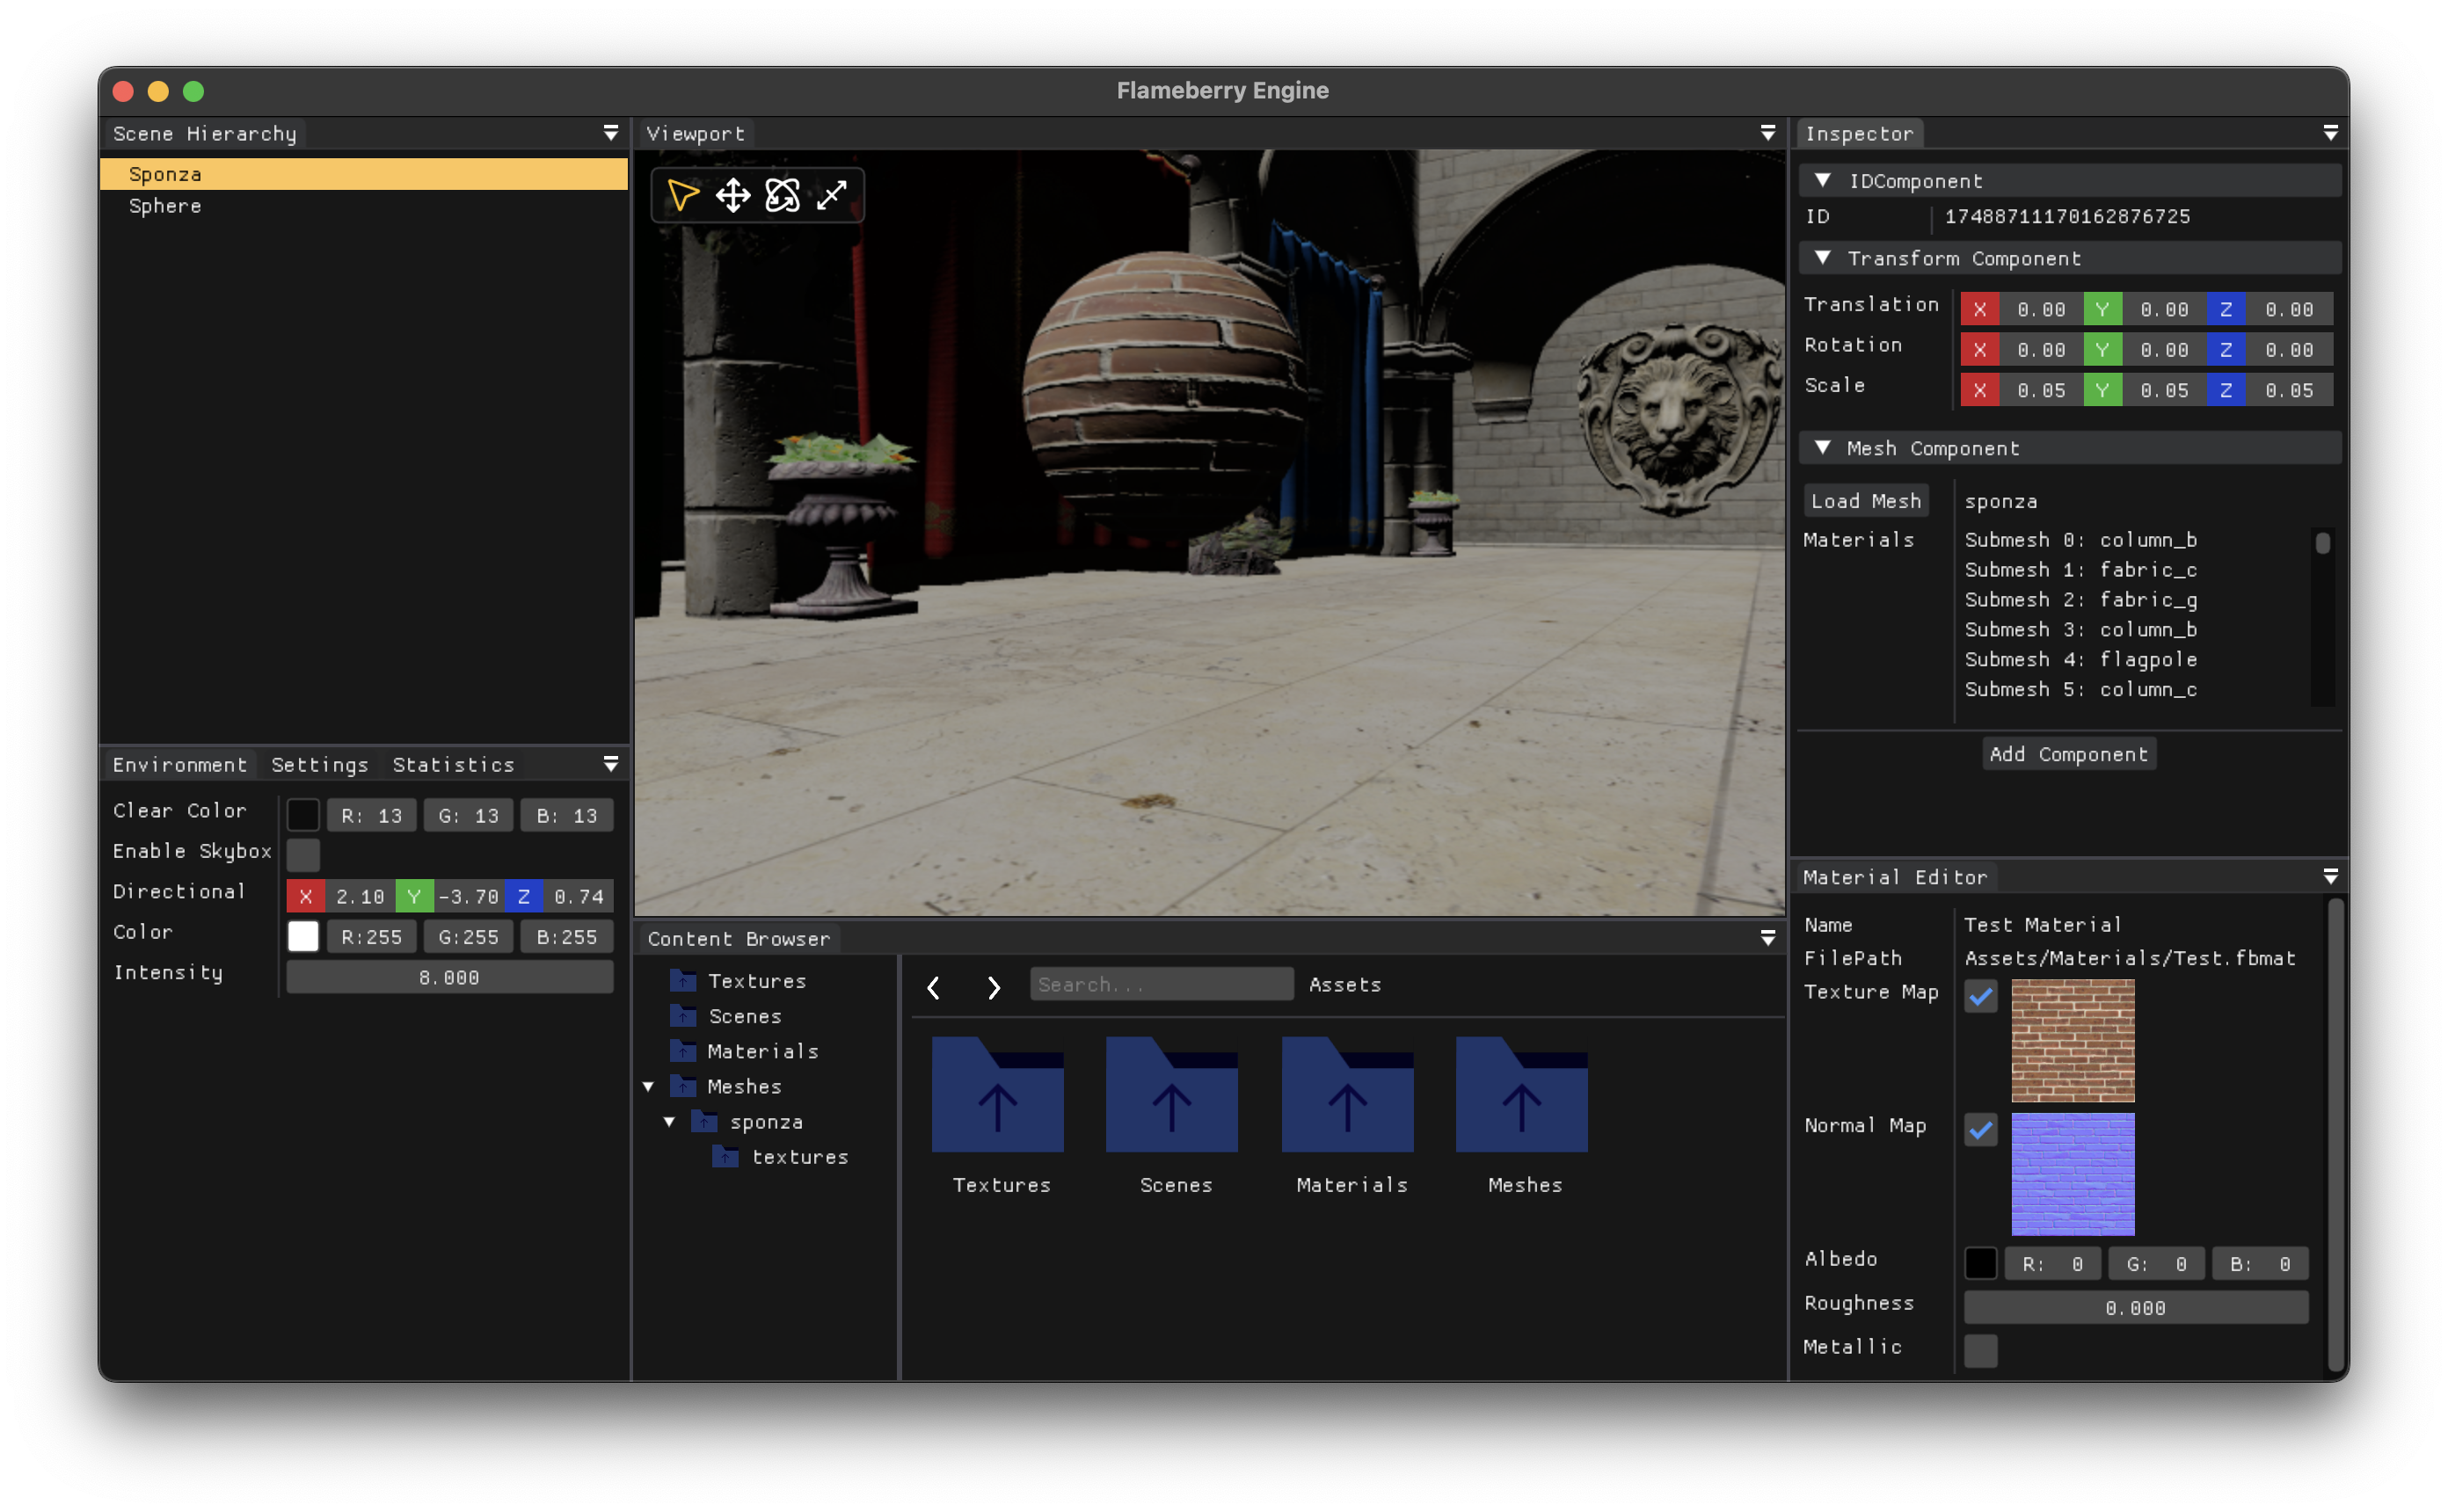 Flameberry Engine
Scene Hierarchy
Sponza
Sphere
Environment Settings Statistics
Clear Color R: 13 G: 13 B: 13
Enable Skybox
Directional X 2.10 Y -3.70 Z 0.74
Color R:255 G:255 B:255
Intensity 8.000
Viewport
Content Browser
Textures
Scenes
Materials
Meshes
sponza
textures
Search... Assets
Textures Scenes Materials Meshes
Inspector
IDComponent
ID 17488711170162876725
Transform Component
Translation X 0.00 Y 0.00 Z 0.00
Rotation X 0.00 Y 0.00 Z 0.00
Scale X 0.05 Y 0.05 Z 0.05
Mesh Component
Load Mesh sponza
Materials Submesh 0: column_b
Submesh 1: fabric_c
Submesh 2: fabric_g
Submesh 3: column_b
Submesh 4: flagpole
Submesh 5: column_c
Add Component
Material Editor
Name Test Material
FilePath Assets/Materials/Test.fbmat
Texture Map
Normal Map
Albedo R: 0 G: 0 B: 0
Roughness 0.000
Metallic